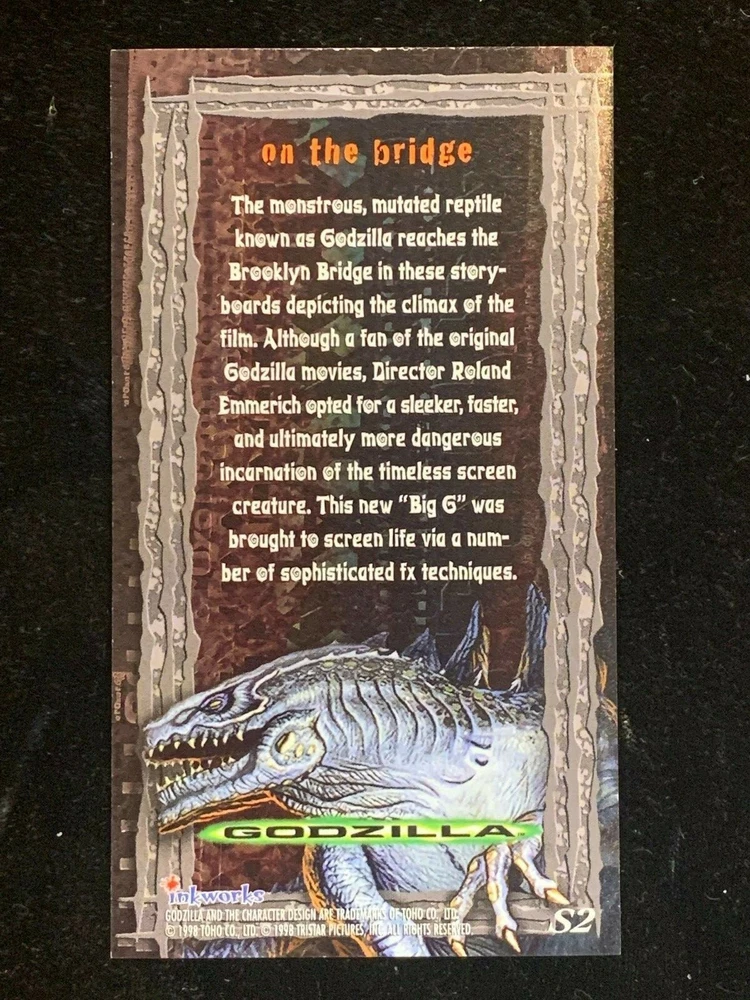 on the bridge
The monstrous, mutated reptile
known as Godzilla reaches the
Brooklyn Bridge in these story-
boards depicting the climax of the
film. Although a fan of the original
Godzilla movies, Director Roland
Emmerich opted for a sleeker, faster,
and ultimately more dangerous
incarnation of the timeless screen
creature. This new “Big G” was
brought to screen life via a num-
ber of sophisticated fx techniques.
GODZILLA™
inkworks
GODZILLA AND THE CHARACTER DESIGN ARE TRADEMARKS OF TOHO CO., LTD.
© 1998 TOHO CO., LTD. © 1998 TRISTAR PICTURES, INC. ALL RIGHTS RESERVED.
S2